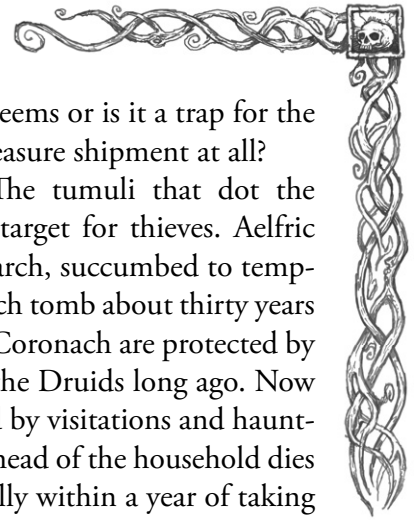 eems or is it a trap for the
easure shipment at all?
The tumuli that dot the
target for thieves. Aelfric
arch, succumbed to temp-
ch tomb about thirty years
Coronach are protected by
he Druids long ago. Now
l by visitations and haunt-
head of the household dies
lly within a year of taking